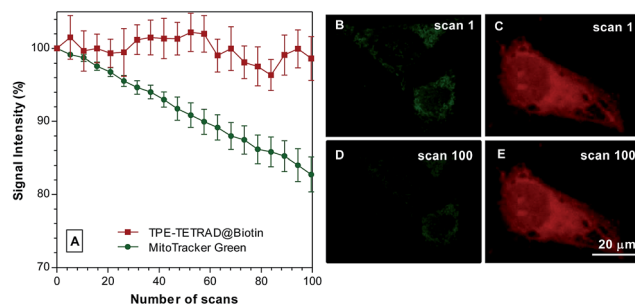 Signal Intensity (%)
100
90
80
70
A
TPE-TETRAD@Biotin
MitoTracker Green
0 20 40 60 80 100
Number of scans
B scan 1
C scan 1
D scan 100
E scan 100
20 μm